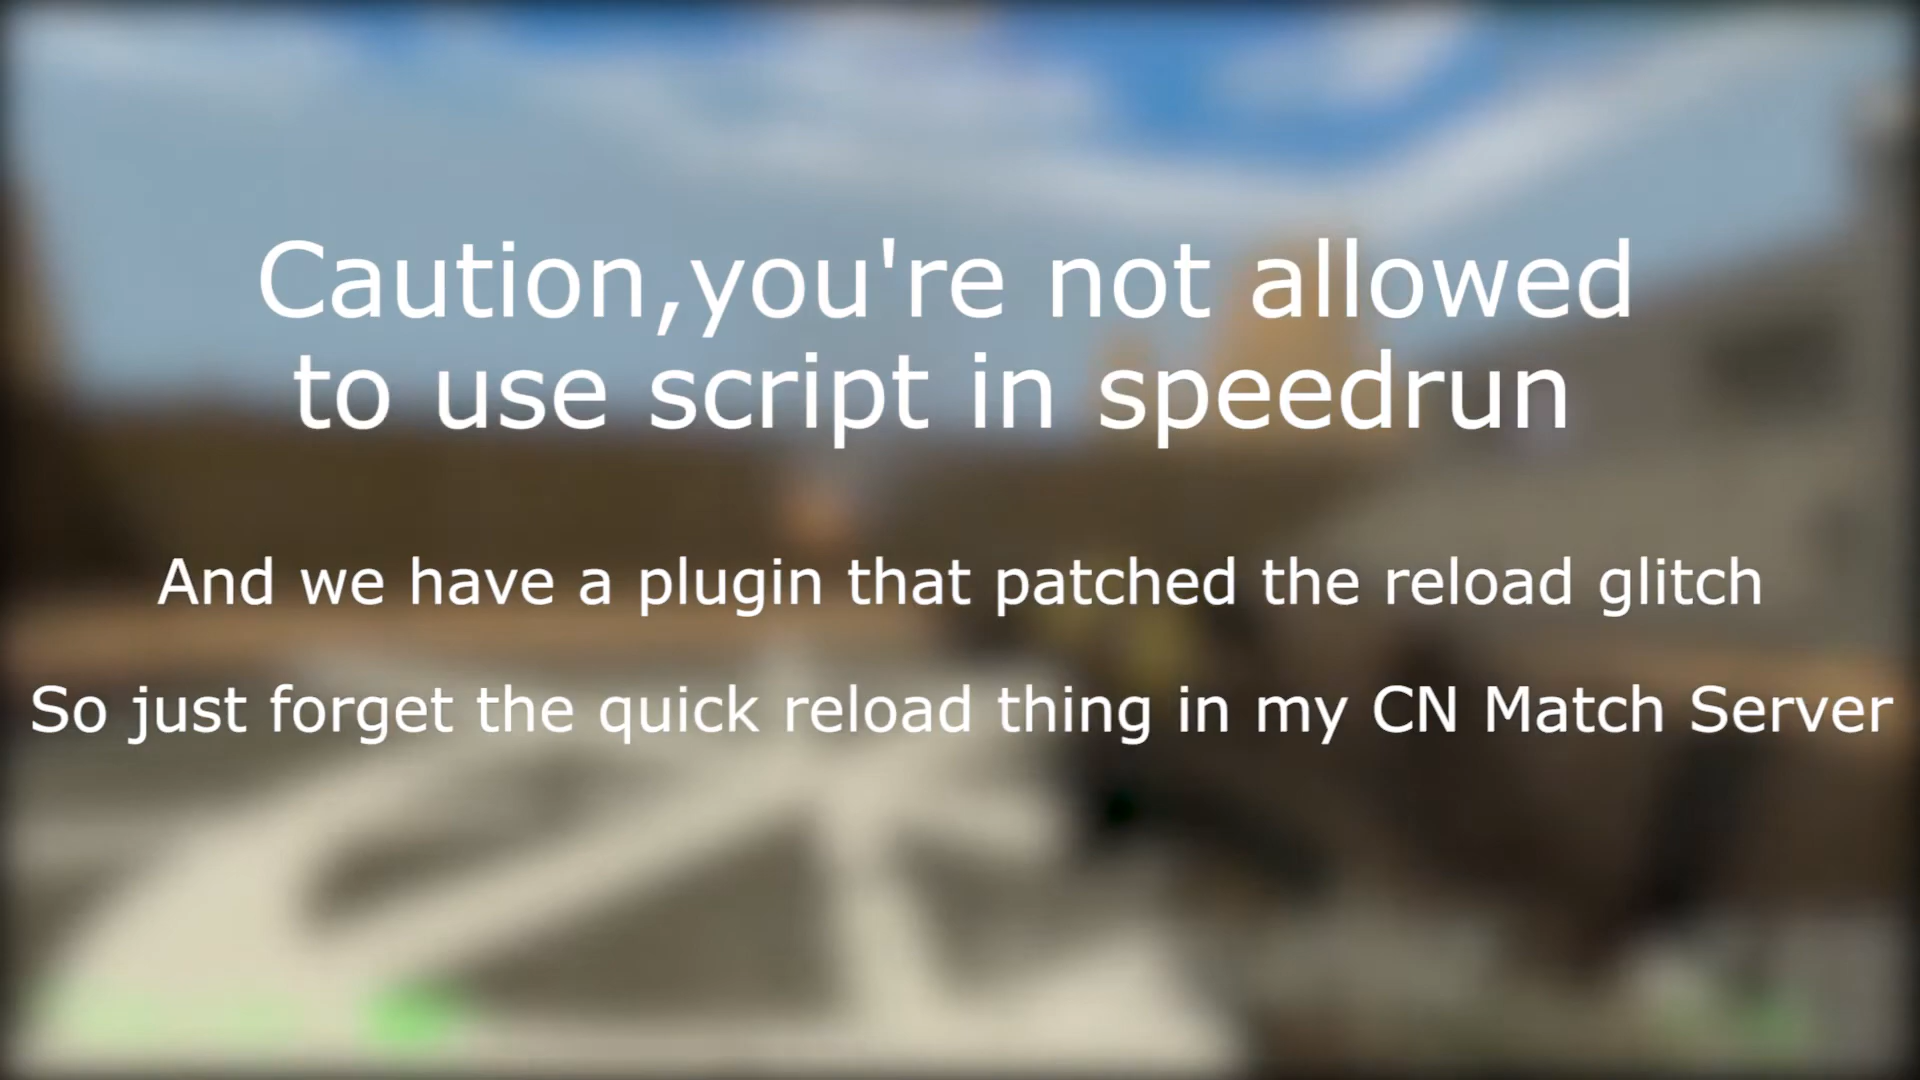 Caution,you're not allowed
to use script in speedrun
And we have a plugin that patched the reload glitch
So just forget the quick reload thing in my CN Match Server